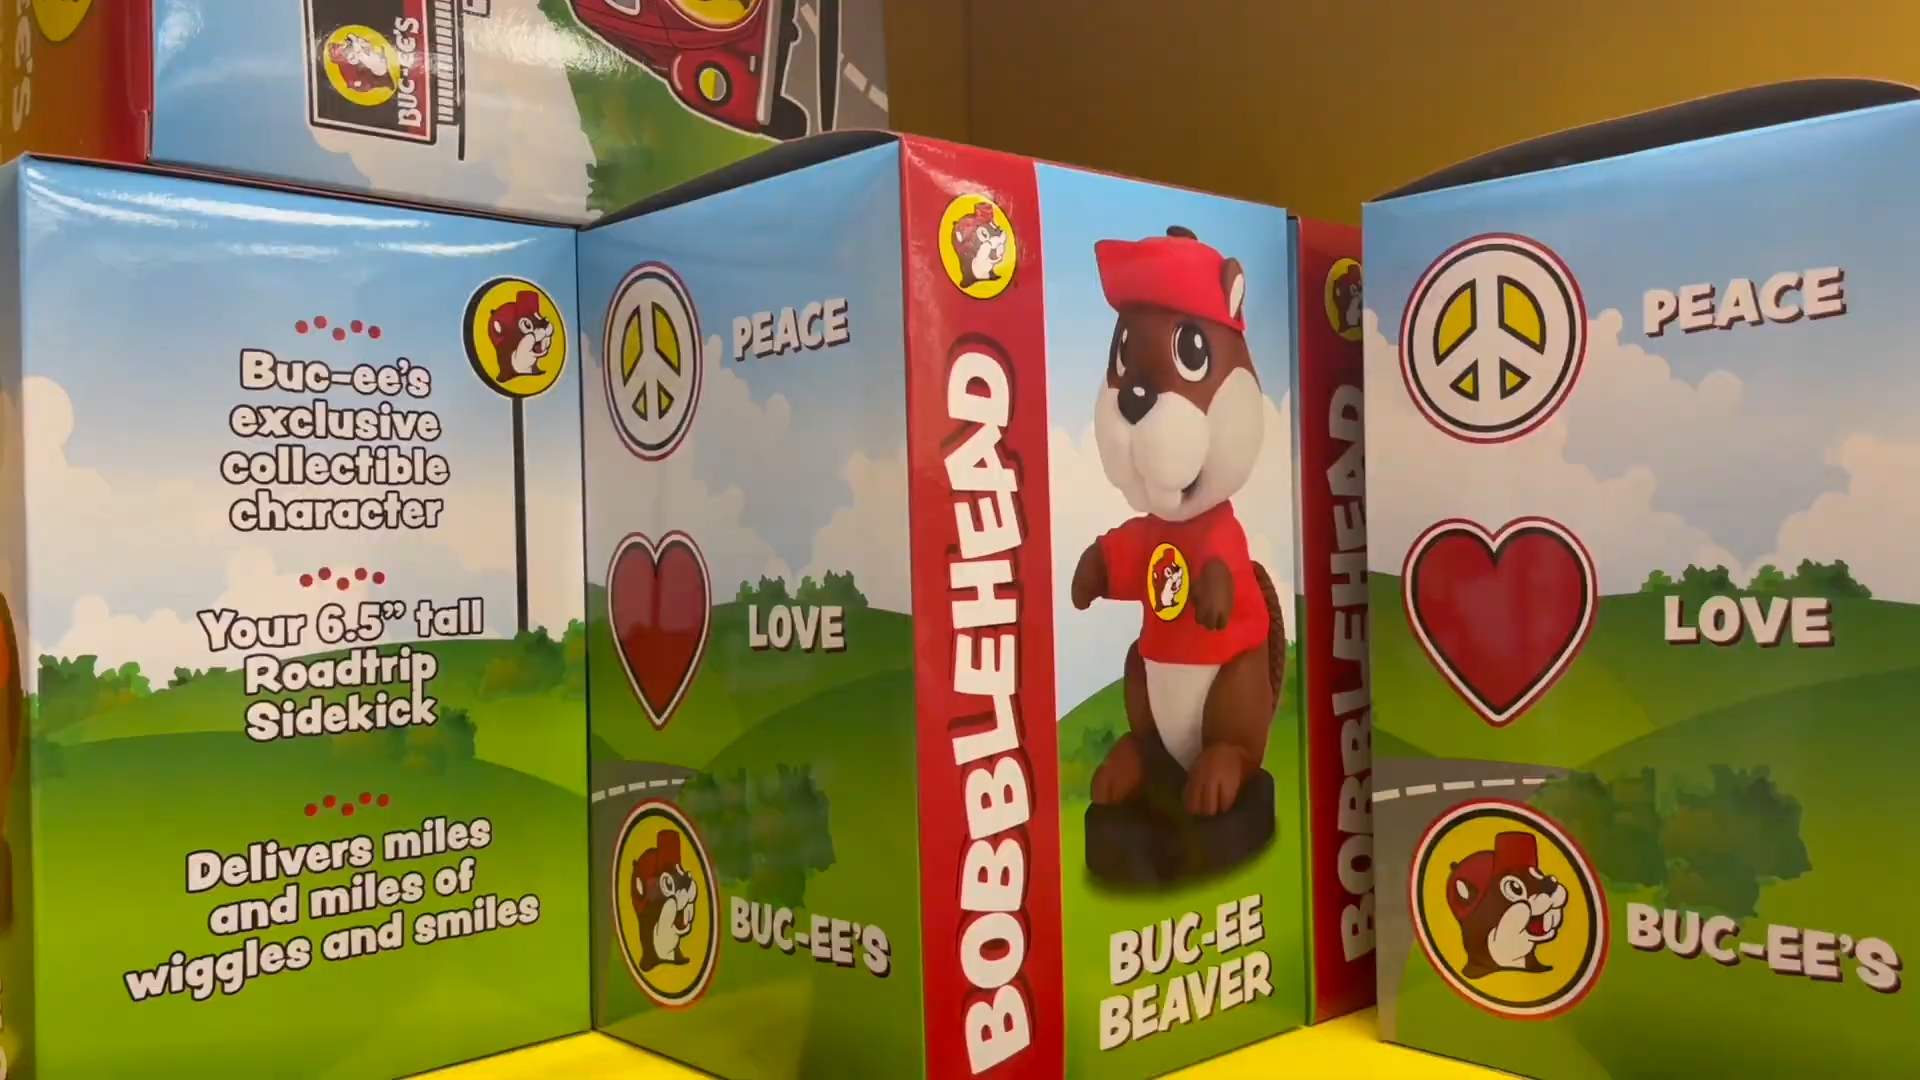 BUC-EE'S
Buc-ee's
exclusive
collectible
character
Your 6.5” tall
Roadtrip
Sidekick
Delivers miles
and miles of
wiggles and smiles
PEACE
LOVE
BUC-EE'S
BOBBLEHEAD
BUC-EE
BEAVER
BOBBLEHEAD
PEACE
LOVE
BUC-EE'S